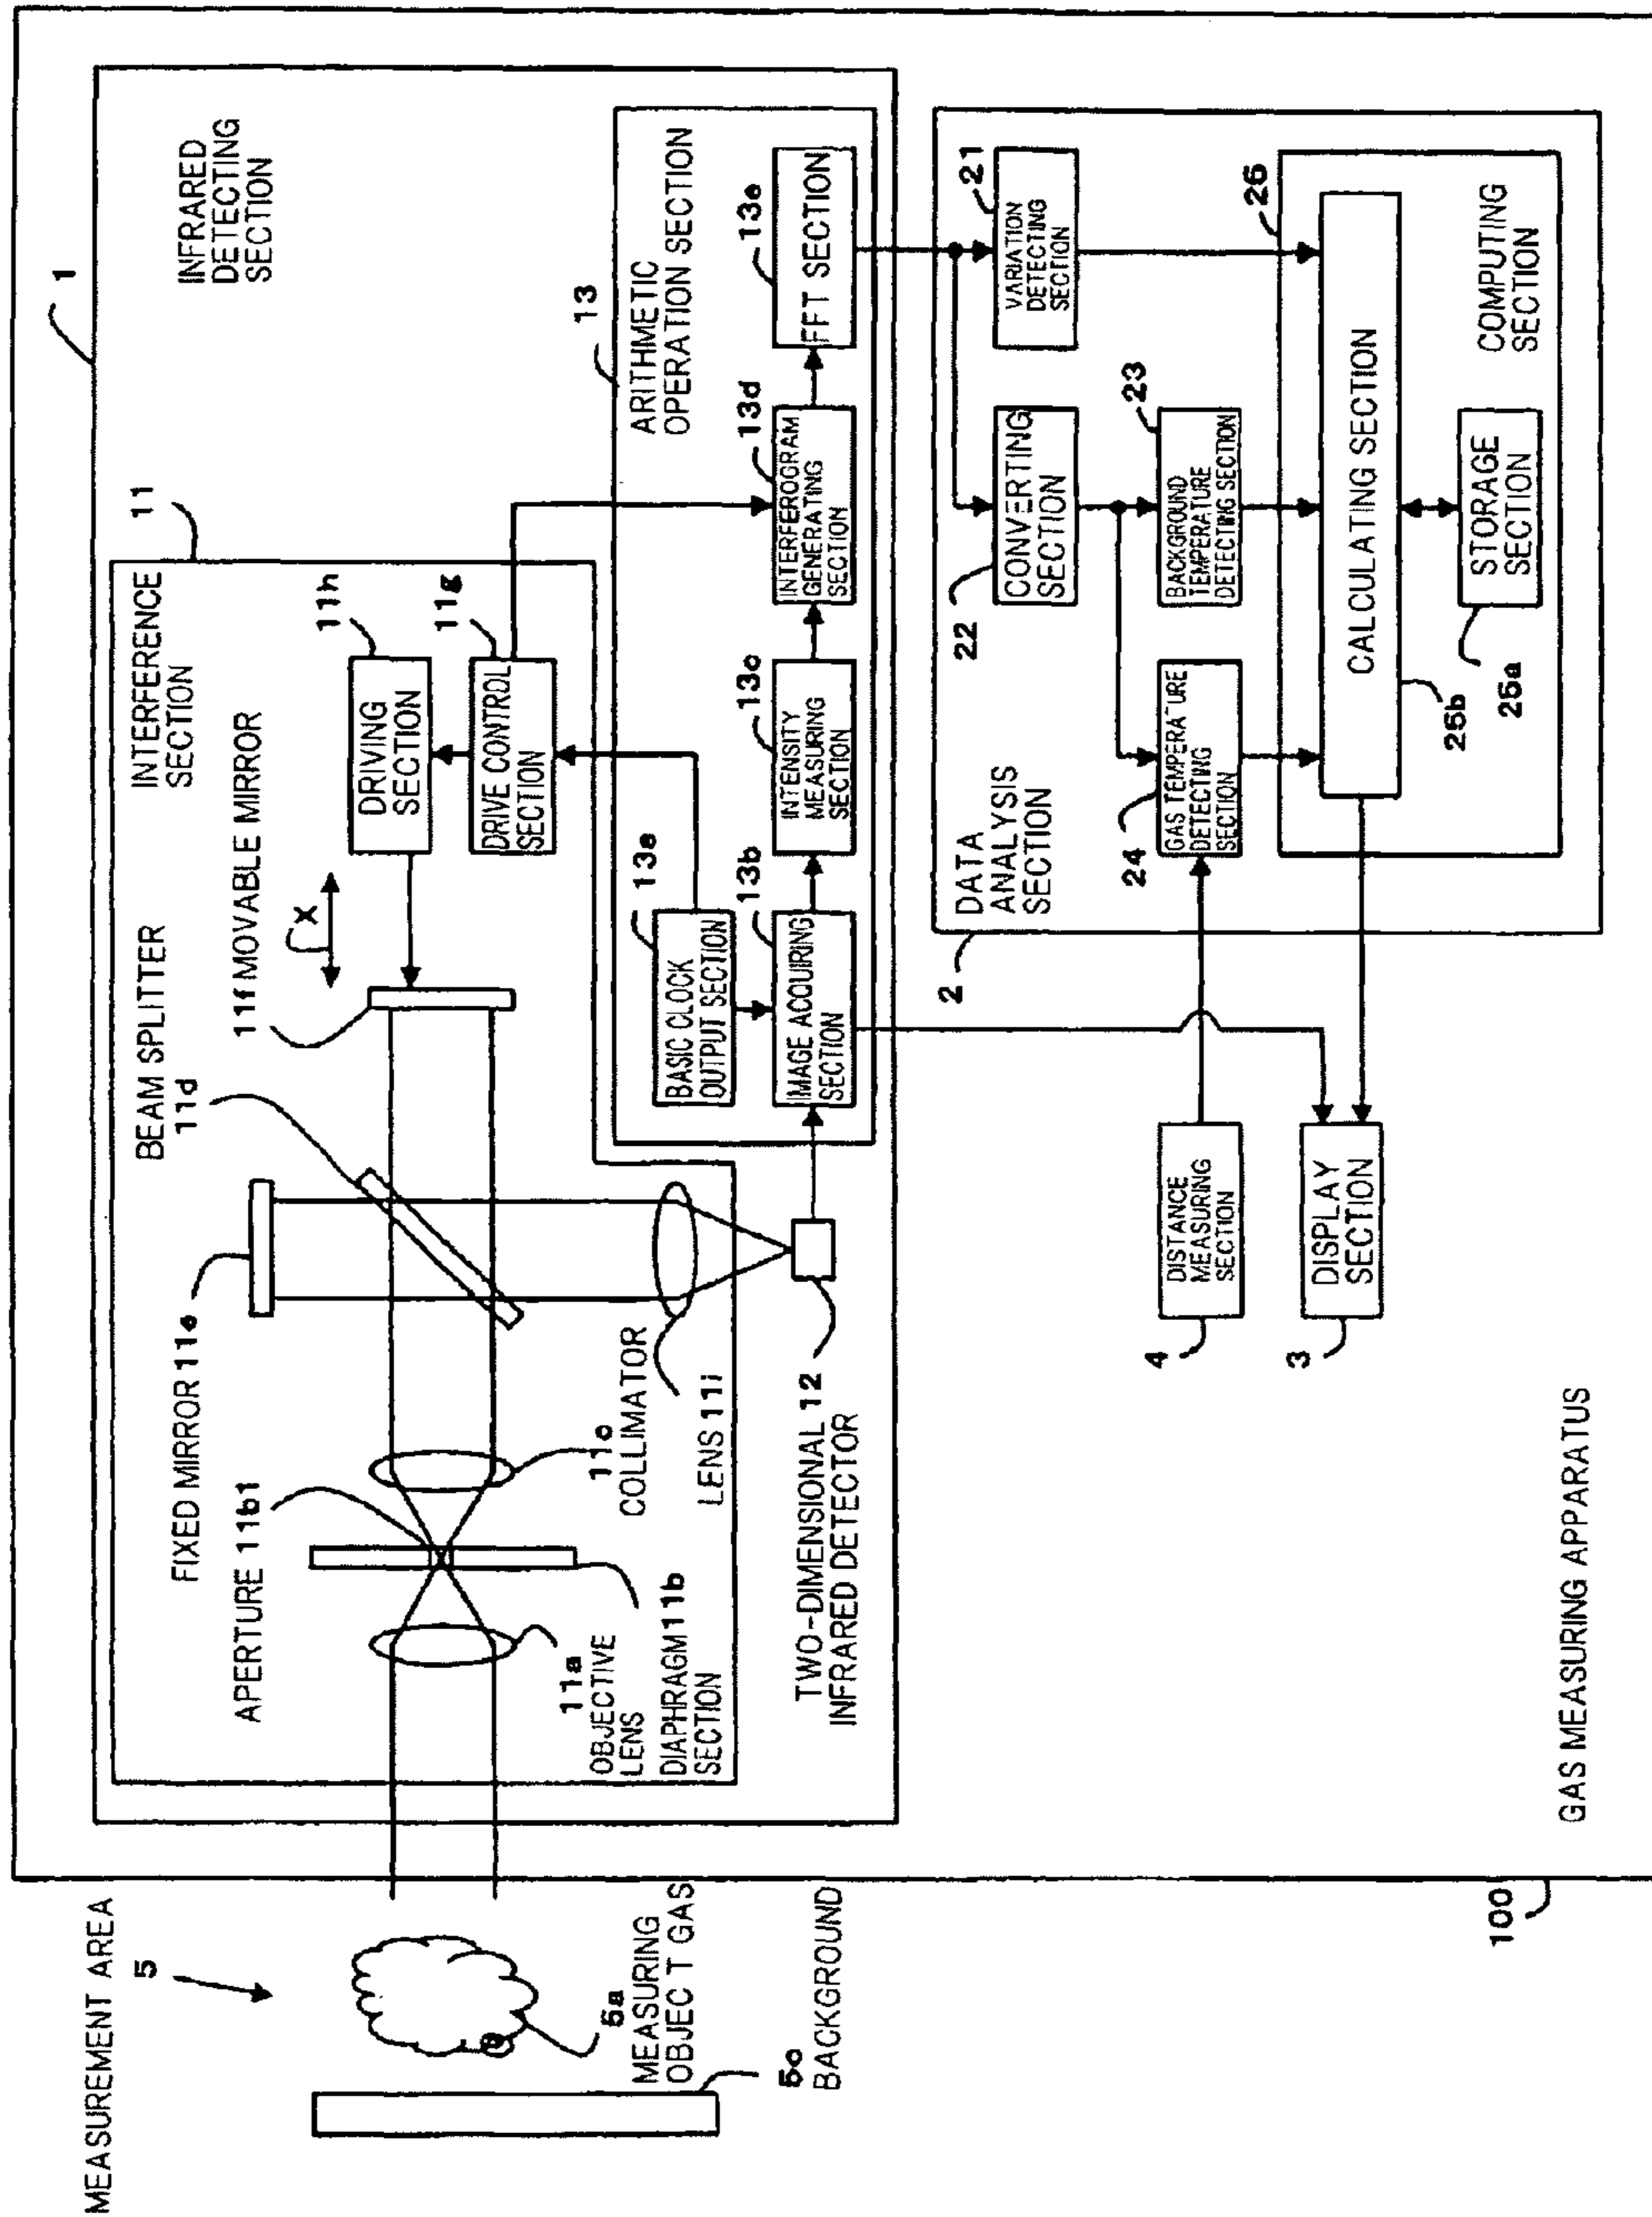 MEASUREMENT AREA
5
5a
MEASURING
OBJEC T GAS
5c
BACKGROUND
100
GAS MEASURING APPARATUS
1
INFRARED
DETECTING
SECTION
11
INTERFERENCE
SECTION
11a
OBJECTIVE
LENS
DIAPHRAGM 11b
SECTION
APERTURE 11b1
11c
COLLIMATOR
FIXED MIRROR 11e
BEAM SPLITTER
11d
11f MOVABLE MIRROR
X
LENS 11i
11h
DRIVING
SECTION
11g
DRIVE CONTROL
SECTION
TWO-DIMENSIONAL 12
INFRARED DETECTOR
13
ARITHMETIC
OPERATION SECTION
13a
BASIC CLOCK
OUTPUT SECTION
13b
IMAGE ACQUIRING
SECTION
13c
INTENSITY
MEASURING
SECTION
13d
INTERFEROGRAM
GENERATING
SECTION
13e
FFT SECTION
2
DATA
ANALYSIS
SECTION
21
VARIATION
DETECTING
SECTION
22
CONVERTING
SECTION
23
BACKGROUND
TEMPERATURE
DETECTING SECTION
24
GAS TEMPERATURE
DETECTING
SECTION
25
COMPUTING
SECTION
CALCULATING SECTION
25b
STORAGE
SECTION
25a
DISTANCE
MEASURING
SECTION
4
DISPLAY
SECTION
3